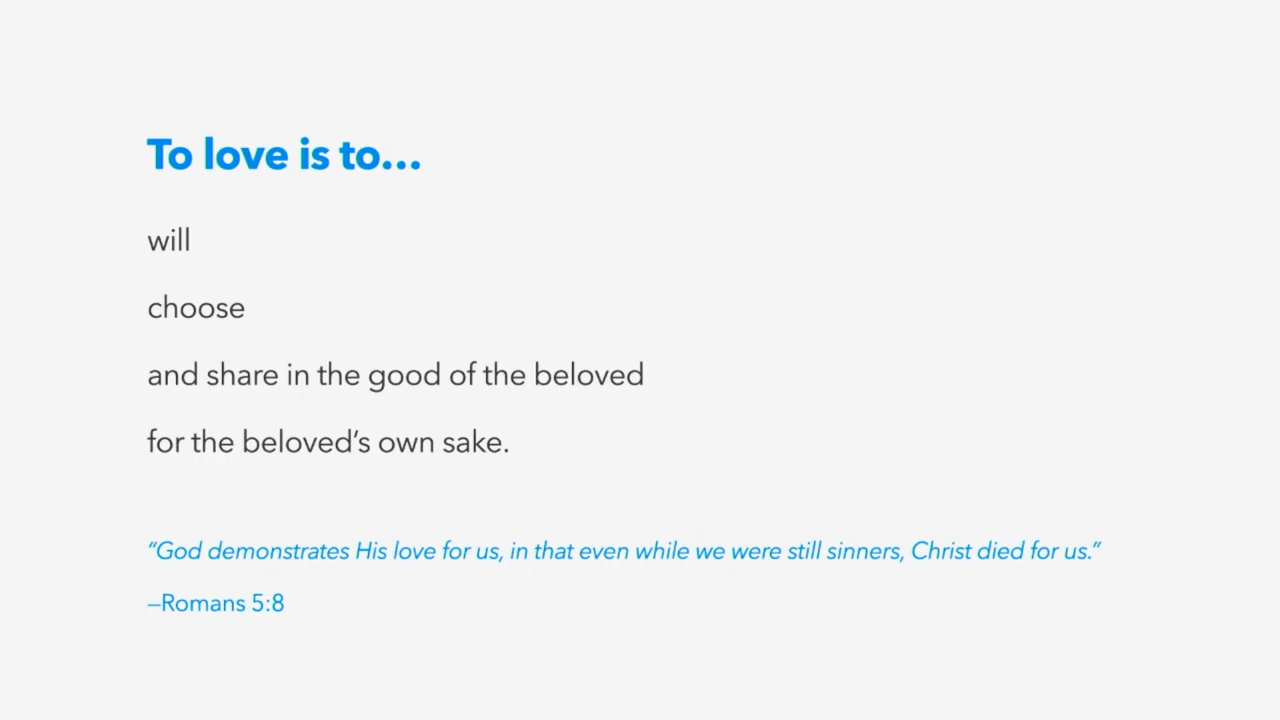 To love is to…
will
choose
and share in the good of the beloved
for the beloved’s own sake.
“God demonstrates His love for us, in that even while we were still sinners, Christ died for us.”
—Romans 5:8